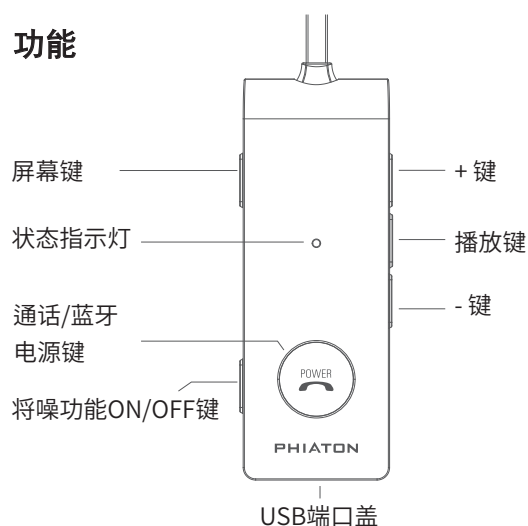 功能
屏幕键
状态指示灯
通话/蓝牙
电源键
将噪功能ON/OFF键
+ 键
播放键
- 键
POWER
PHIATON
USB端口盖